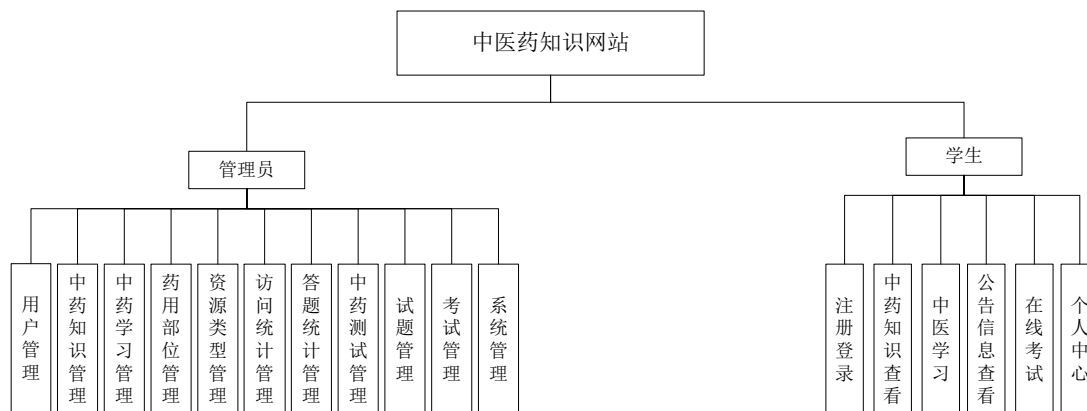 中医药知识网站
管理员
学生
用户管理
中药知识管理
中药学习管理
药用部位管理
资源类型管理
访问统计管理
答题统计管理
中药测试管理
试题管理
考试管理
系统管理
注册登录
中药知识查看
中医学习
公告信息查看
在线考试
个人中心